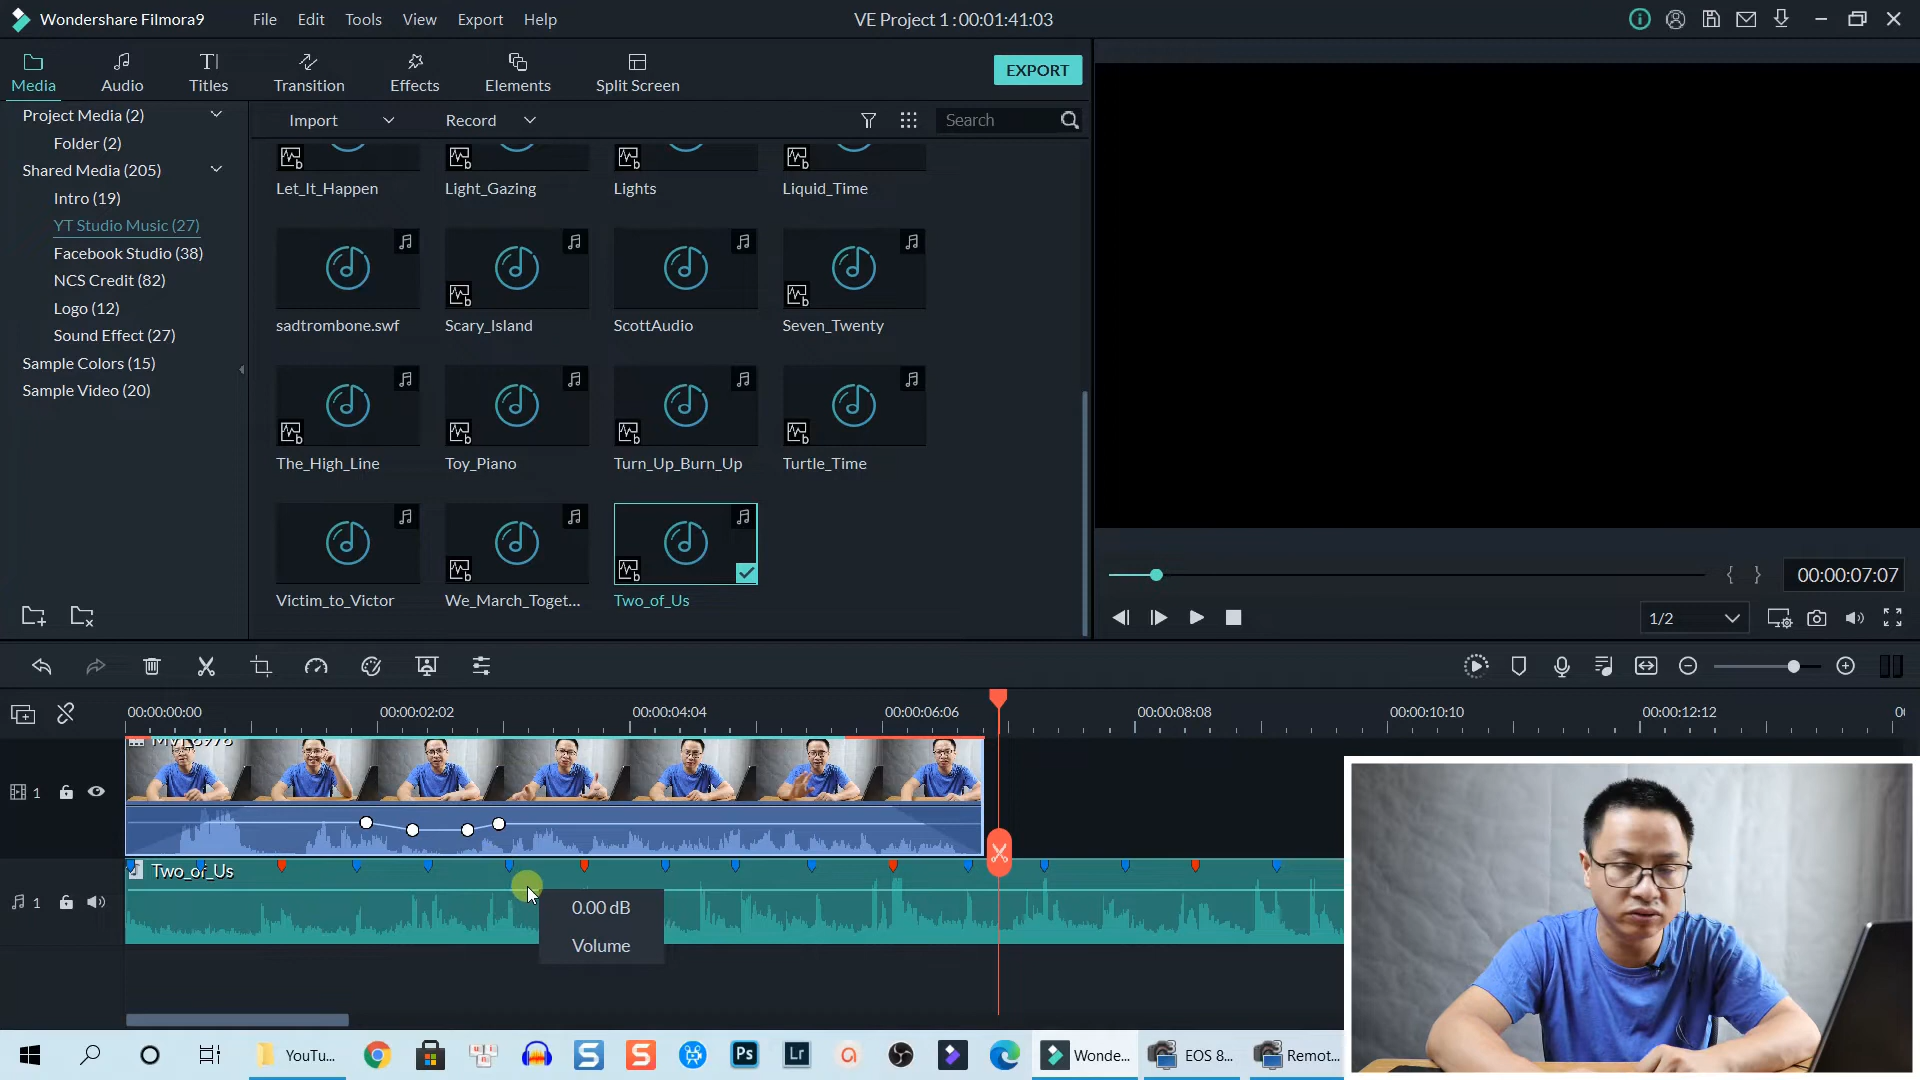 Wondershare Filmora9
File Edit Tools View Export Help
VE Project 1 : 00:01:41:03
Media Audio Titles Transition Effects Elements Split Screen
EXPORT
Project Media (2)
Folder (2)
Shared Media (205)
Intro (19)
YT Studio Music (27)
Facebook Studio (38)
NCS Credit (82)
Logo (12)
Sound Effect (27)
Sample Colors (15)
Sample Video (20)
Import Record Search
Let_It_Happen Light_Gazing Lights Liquid_Time
sadtrombone.swf Scary_Island ScottAudio Seven_Twenty
The_High_Line Toy_Piano Turn_Up_Burn_Up Turtle_Time
Victim_to_Victor We_March_Toget... Two_of_Us
{ } 00:00:07:07
1/2
00:00:00:00 00:00:02:02 00:00:04:04 00:00:06:06 00:00:08:08 00:00:10:10 00:00:12:12
1
Two_of_Us
1
0.00 dB
Volume
YouTu... Ps Lr Wonde... EOS 8... Remot...